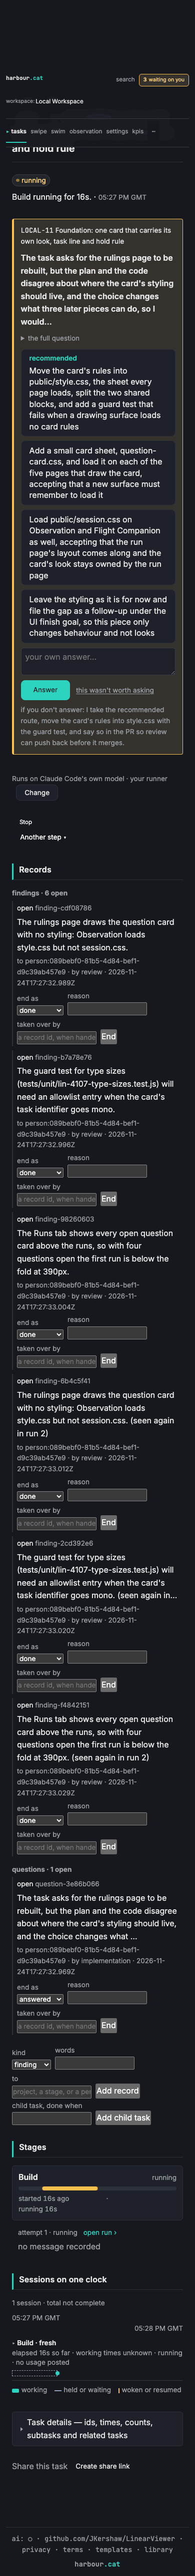 harbour.cat
search
3 waiting on you
workspace: Local Workspace
tasks swipe swim observation settings kpis
and hold rule
running
Build running for 16s. · 05:27 PM GMT
LOCAL-11 Foundation: one card that carries its
own look, task line and hold rule
The task asks for the rulings page to be
rebuilt, but the plan and the code
disagree about where the card's styling
should live, and the choice changes
what three later pieces can do, so I
would...
▸ the full question
recommended
Move the card's rules into
public/style.css, the sheet every
page loads, split the two shared
blocks, and add a guard test that
fails when a drawing surface loads
no card rules
Add a small card sheet, question-
card.css, and load it on each of the
five pages that draw the card,
accepting that a new surface must
remember to load it
Load public/session.css on
Observation and Flight Companion
as well, accepting that the run
page's layout comes along and the
card's look stays owned by the run
page
Leave the styling as it is for now and
file the gap as a follow-up under the
UI finish goal, so this piece only
changes behaviour and not looks
your own answer...
Answer
this wasn't worth asking
If you don't answer: I take the recommended
route, move the card's rules into style.css with
the guard test, and say so in the PR so review
can push back before it merges.
Runs on Claude Code's own model · your runner
Change
Stop
Another step
Records
findings · 6 open
open finding-cdf08786
The rulings page draws the question card
with no styling: Observation loads
style.css but not session.css.
to person:089bebf0-81b5-4d84-bef1-
d9c39ab457e9 · by review · 2026-11-
24T17:27:32.989Z
end as
reason
done
taken over by
a record id, when hande
End
open finding-b7a78e76
The guard test for type sizes
(tests/unit/lin-4107-type-sizes.test.js) will
need an allowlist entry when the card's
task identifier goes mono.
to person:089bebf0-81b5-4d84-bef1-
d9c39ab457e9 · by review · 2026-11-
24T17:27:32.996Z
end as
reason
done
taken over by
a record id, when hande
End
open finding-98260603
The Runs tab shows every open question
card above the runs, so with four
questions open the first run is below the
fold at 390px.
to person:089bebf0-81b5-4d84-bef1-
d9c39ab457e9 · by review · 2026-11-
24T17:27:33.004Z
end as
reason
done
taken over by
a record id, when hande
End
open finding-6b4c5f41
The rulings page draws the question card
with no styling: Observation loads
style.css but not session.css. (seen again
in run 2)
to person:089bebf0-81b5-4d84-bef1-
d9c39ab457e9 · by review · 2026-11-
24T17:27:33.012Z
end as
reason
done
taken over by
a record id, when hande
End
open finding-2cd392e6
The guard test for type sizes
(tests/unit/lin-4107-type-sizes.test.js) will
need an allowlist entry when the card's
task identifier goes mono. (seen again in...
to person:089bebf0-81b5-4d84-bef1-
d9c39ab457e9 · by review · 2026-11-
24T17:27:33.020Z
end as
reason
done
taken over by
a record id, when hande
End
open finding-f4842151
The Runs tab shows every open question
card above the runs, so with four
questions open the first run is below the
fold at 390px. (seen again in run 2)
to person:089bebf0-81b5-4d84-bef1-
d9c39ab457e9 · by review · 2026-11-
24T17:27:33.029Z
end as
reason
done
taken over by
a record id, when hande
End
questions · 1 open
open question-3e86b066
The task asks for the rulings page to be
rebuilt, but the plan and the code disagree
about where the card's styling should live,
and the choice changes what ...
to person:089bebf0-81b5-4d84-bef1-
d9c39ab457e9 · by implementation · 2026-11-
24T17:27:32.969Z
end as
reason
answered
taken over by
a record id, when hande
End
kind
words
finding
to
project, a stage, or a pe
Add record
child task, done when
Add child task
Stages
Build
running
started 16s ago
running 16s
attempt 1 · running open run ›
no message recorded
Sessions on one clock
1 session · total not complete
05:27 PM GMT
05:28 PM GMT
Build · fresh
elapsed 16s so far · working times unknown · running
· no usage posted
working held or waiting woken or resumed
Task details — ids, times, counts,
subtasks and related tasks
Share this task Create share link
ai: ○ · github.com/JKershaw/LinearViewer ·
privacy · terms · templates · library
harbour.cat